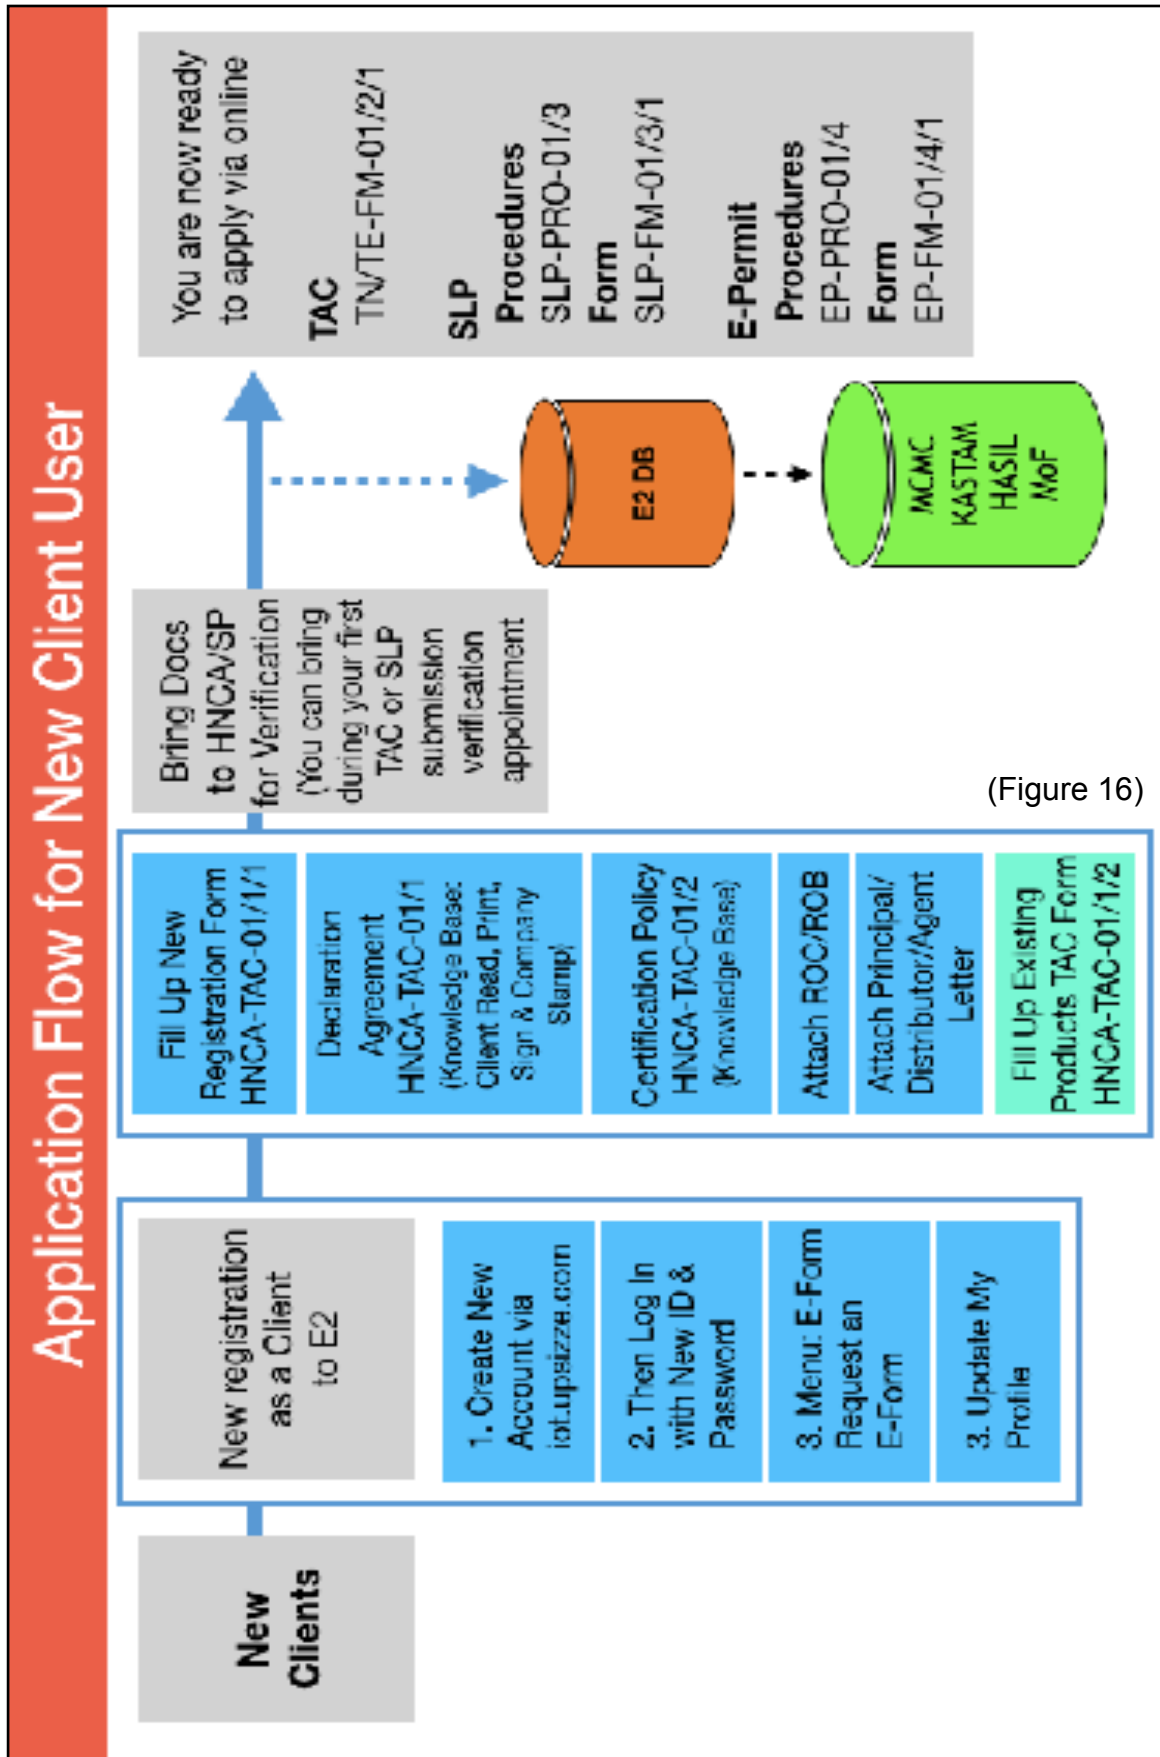 Application Flow for New Client User
New
Clients
New registration
as a Client
to E2
1. Create New
Account via
iot.upsizze.com
2. Then Log In
with New ID &
Password
3. Menu: E-Form
Request an
E-Form
3. Update My
Profile
Fill Up New
Registration Form
HNCA-TAC-01/1/1
Declaration
Agreement
HNCA-TAC-01/1
(Knowledge Base:
Client Read, Print,
Sign & Company
Stamp)
Certification Policy
HNCA-TAC-01/2
(Knowledge Base)
Attach ROC/ROB
Attach Principal/
Distributor/Agent
Letter
Fill Up Existing
Products TAC Form
HNCA-TAC-01/1/2
Bring Docs
to HNCA/SP
for Verification
(You can bring
during your first
TAC or SLP
submission
verification
appointment
You are now ready
to apply via online
TAC
TN/TE-FM-01/2/1
SLP
Procedures
SLP-PRO-01/3
Form
SLP-FM-01/3/1
E-Permit
Procedures
EP-PRO-01/4
Form
EP-FM-01/4/1
E2 DB
MCMC
KASTAM
HASIL
MoF
(Figure 16)